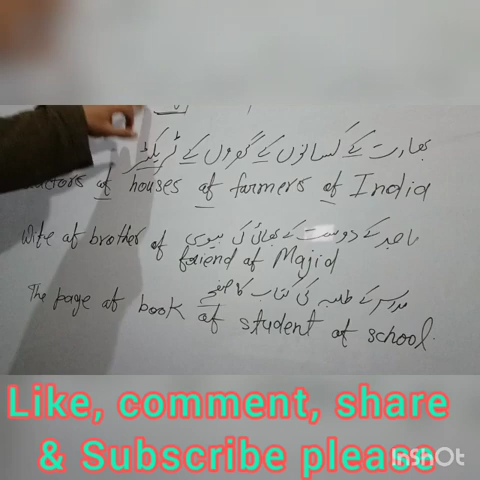 بھارت کے کسانوں کے گھروں کے ٹریکٹر
of houses of farmers of India
ماجد کے دوست کے بھائی کی بیوی
Wife of brother of friend of Majid
مدرسے کے طلبہ کی کتاب کا صفحہ
The page of book of student of school.
Like, comment, share
& Subscribe please
InShOt